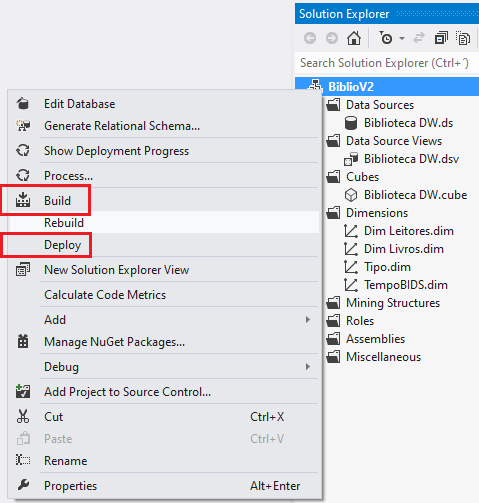 Solution Explorer
Search Solution Explorer (Ctrl+´)
BiblioV2
Data Sources
Biblioteca DW.ds
Data Source Views
Biblioteca DW.dsv
Cubes
Biblioteca DW.cube
Dimensions
Dim Leitores.dim
Dim Livros.dim
Tipo.dim
TempoBIDS.dim
Mining Structures
Roles
Assemblies
Miscellaneous
Edit Database
Generate Relational Schema...
Show Deployment Progress
Process...
Build
Rebuild
Deploy
New Solution Explorer View
Calculate Code Metrics
Add
Manage NuGet Packages...
Debug
Add Project to Source Control...
Cut Ctrl+X
Paste Ctrl+V
Rename
Properties Alt+Enter